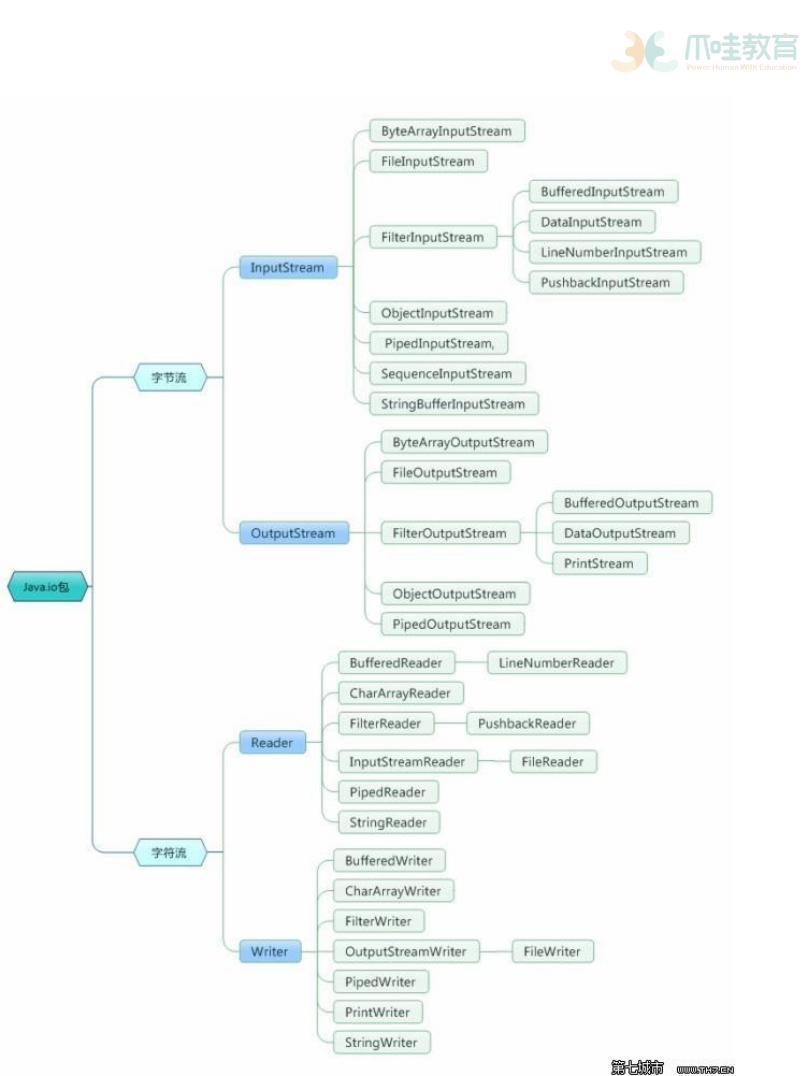 爪哇教育
Power Human With Education
ByteArrayInputStream
FileInputStream
BufferedInputStream
DataInputStream
FilterInputStream
LineNumberInputStream
InputStream
PushbackInputStream
ObjectInputStream
PipedInputStream,
字节流
SequenceInputStream
StringBufferInputStream
ByteArrayOutputStream
FileOutputStream
BufferedOutputStream
OutputStream
FilterOutputStream
DataOutputStream
PrintStream
Java.io包
ObjectOutputStream
PipedOutputStream
BufferedReader
LineNumberReader
CharArrayReader
FilterReader
PushbackReader
Reader
InputStreamReader
FileReader
PipedReader
StringReader
字符流
BufferedWriter
CharArrayWriter
FilterWriter
Writer
OutputStreamWriter
FileWriter
PipedWriter
PrintWriter
StringWriter
第七城市 WWW.TH7.CN